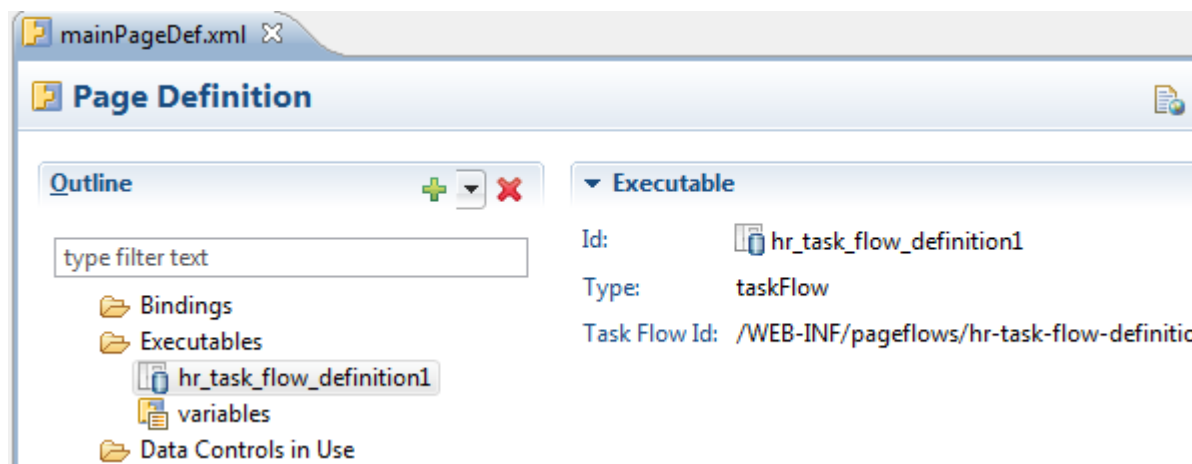 mainPageDef.xml
Page Definition
Outline
type filter text
Bindings
Executables
hr_task_flow_definition1
variables
Data Controls in Use
Executable
Id: hr_task_flow_definition1
Type: taskFlow
Task Flow Id: /WEB-INF/pageflows/hr-task-flow-definitic